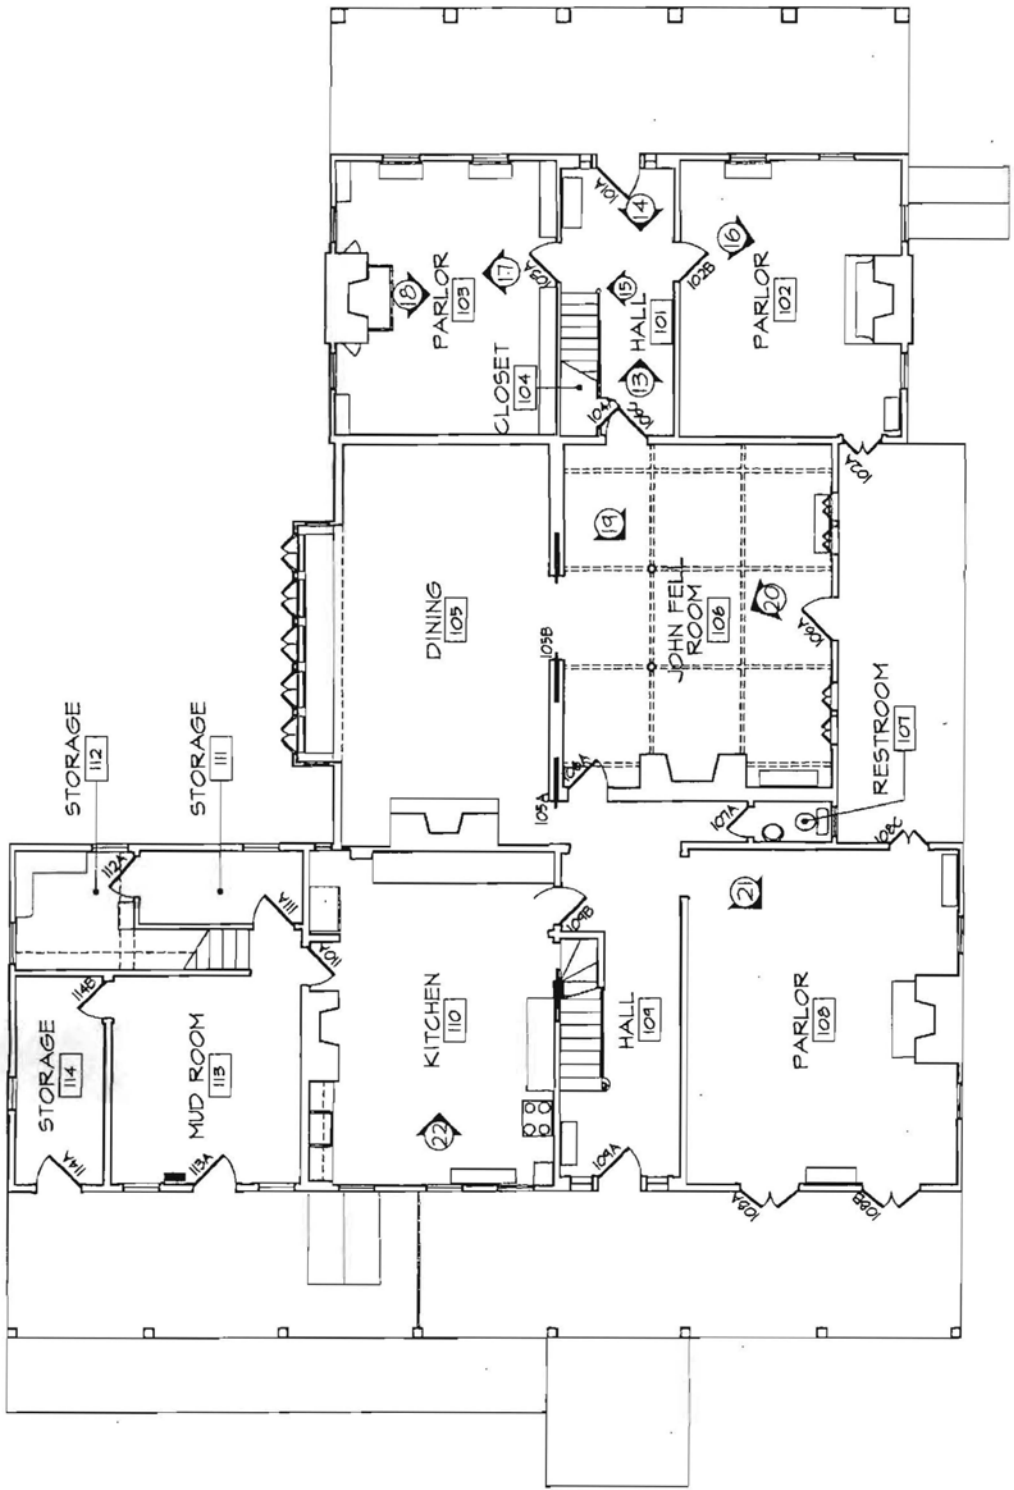 STORAGE
112
STORAGE
111
STORAGE
114
MUD ROOM
113
KITCHEN
110
HALL
109
PARLOR
108
DINING
105
JOHN FELL
ROOM
106
RESTROOM
107
PARLOR
103
CLOSET
104
HALL
101
PARLOR
102
13
14
15
16
17
18
19
20
21
22
101A
102A
102B
103A
104A
105A
105B
106A
107A
108A
108B
108C
109A
109B
111A
112A
113A
114A
114B